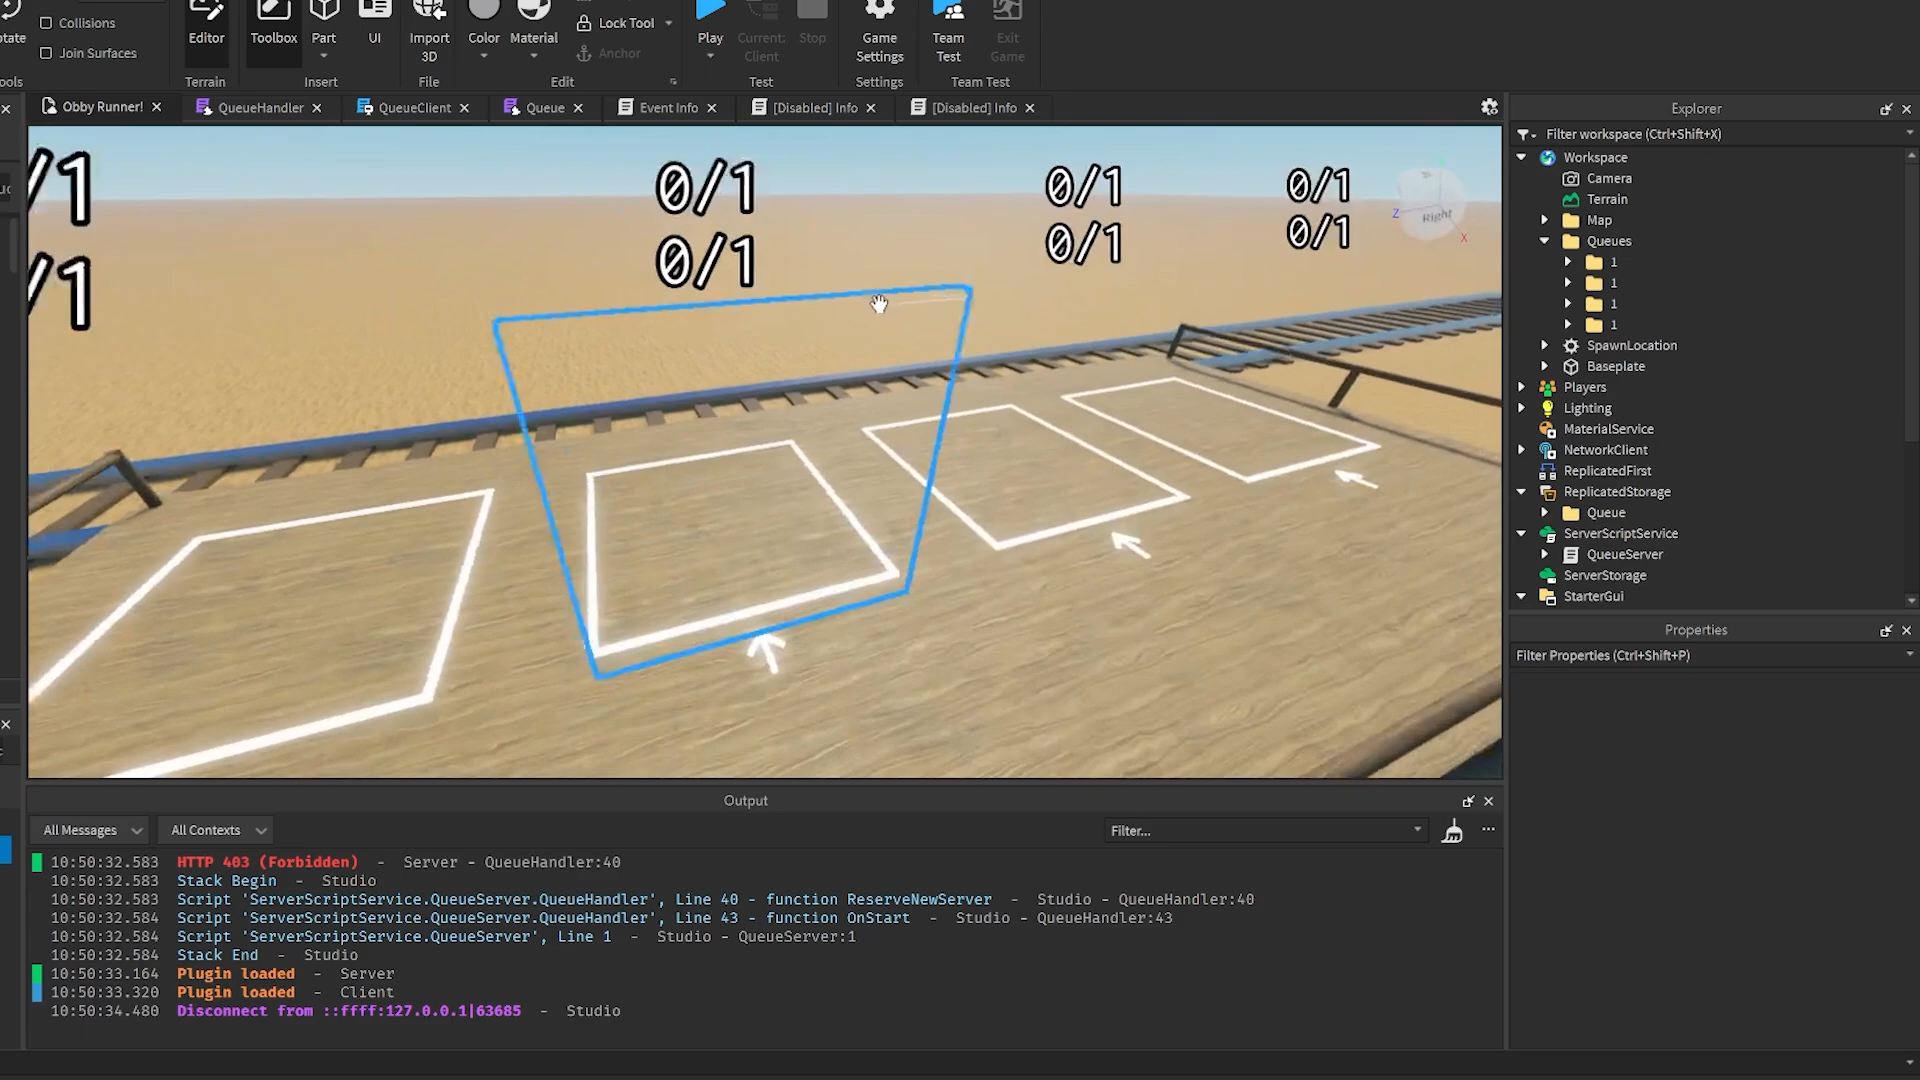 Collisions
Join Surfaces
Editor
Terrain
Toolbox
Part
UI
Insert
Import
3D
File
Color
Material
Lock Tool
Anchor
Edit
Play
Current:
Client
Stop
Test
Game
Settings
Settings
Team
Test
Exit
Game
Team Test
Obby Runner!
QueueHandler
QueueClient
Queue
Event Info
[Disabled] Info
[Disabled] Info
/1
/1
0/1
0/1
0/1
0/1
0/1
0/1
Right
Z
X
Explorer
Filter workspace (Ctrl+Shift+X)
Workspace
Camera
Terrain
Map
Queues
1
1
1
1
SpawnLocation
Baseplate
Players
Lighting
MaterialService
NetworkClient
ReplicatedFirst
ReplicatedStorage
Queue
ServerScriptService
QueueServer
ServerStorage
StarterGui
Properties
Filter Properties (Ctrl+Shift+P)
Output
All Messages
All Contexts
Filter...
10:50:32.583 HTTP 403 (Forbidden) - Server - QueueHandler:40
10:50:32.583 Stack Begin - Studio
10:50:32.583 Script 'ServerScriptService.QueueServer.QueueHandler', Line 40 - function ReserveNewServer - Studio - QueueHandler:40
10:50:32.584 Script 'ServerScriptService.QueueServer.QueueHandler', Line 43 - function OnStart - Studio - QueueHandler:43
10:50:32.584 Script 'ServerScriptService.QueueServer', Line 1 - Studio - QueueServer:1
10:50:32.584 Stack End - Studio
10:50:33.164 Plugin loaded - Server
10:50:33.320 Plugin loaded - Client
10:50:34.480 Disconnect from ::ffff:127.0.0.1|63685 - Studio